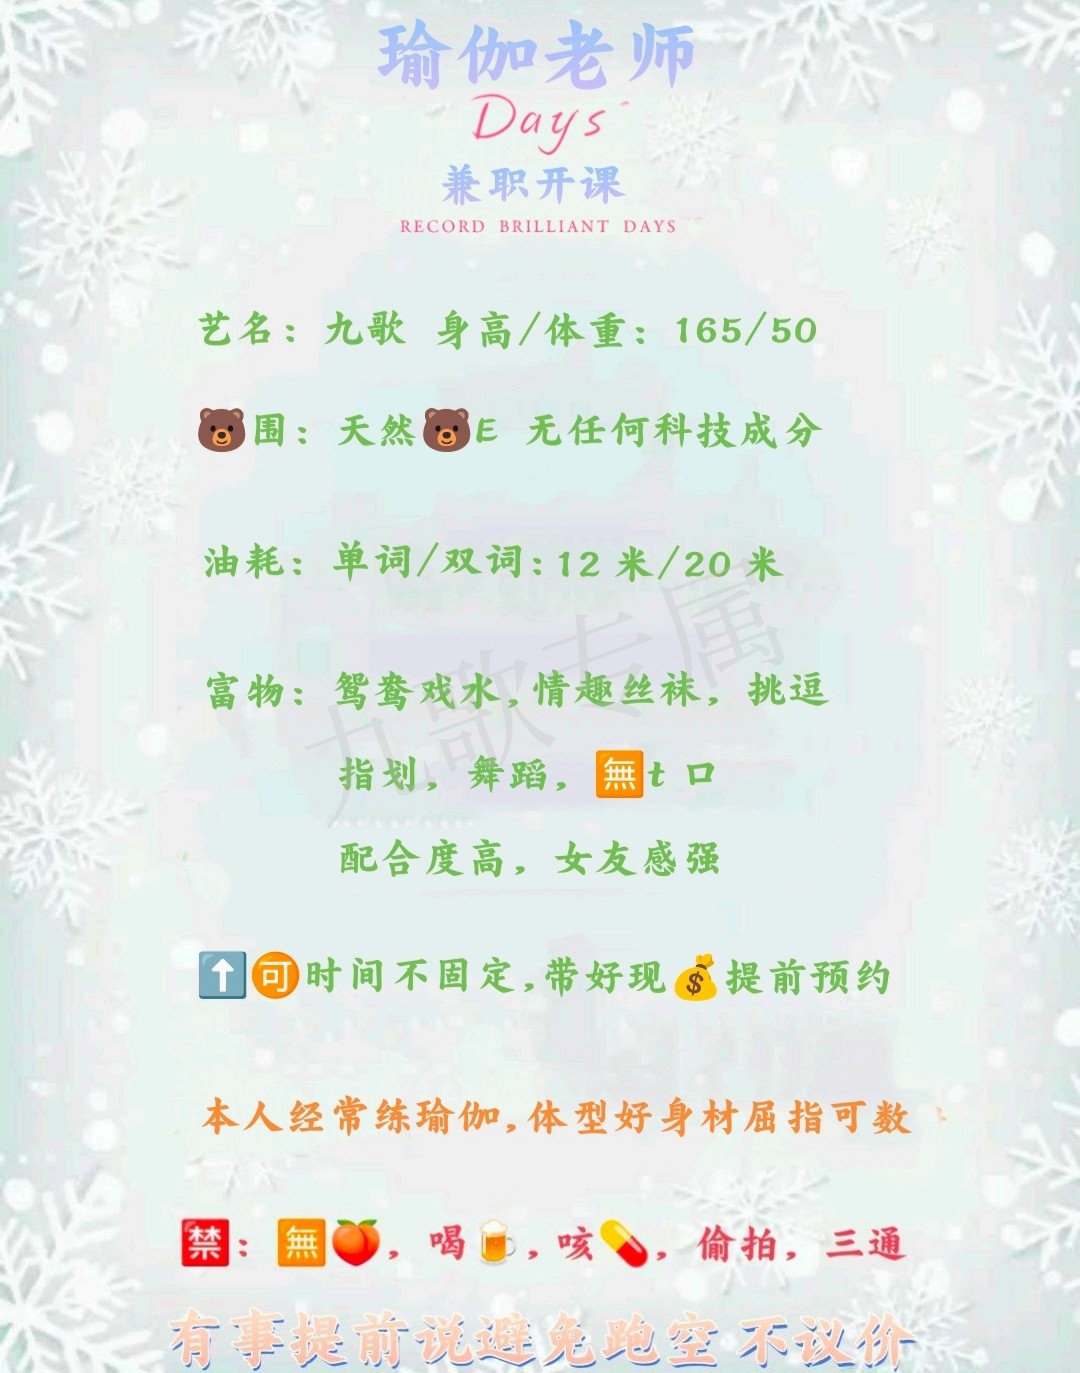 瑜伽老师
Days
兼职开课
RECORD BRILLIANT DAYS
艺名：九歌 身高/体重：165/50
🐻围：天然🐻E 无任何科技成分
油耗：单词/双词：12 米/20 米
九歌专属
富物：鸳鸯戏水，情趣丝袜，挑逗
指划，舞蹈，🈚t 口
配合度高，女友感强
⬆️🉑时间不固定，带好现💰提前预约
本人经常练瑜伽，体型好身材屈指可数
🈲：🈚🍑，喝🍺，咳💊，偷拍，三通
有事提前说避免跑空 不议价